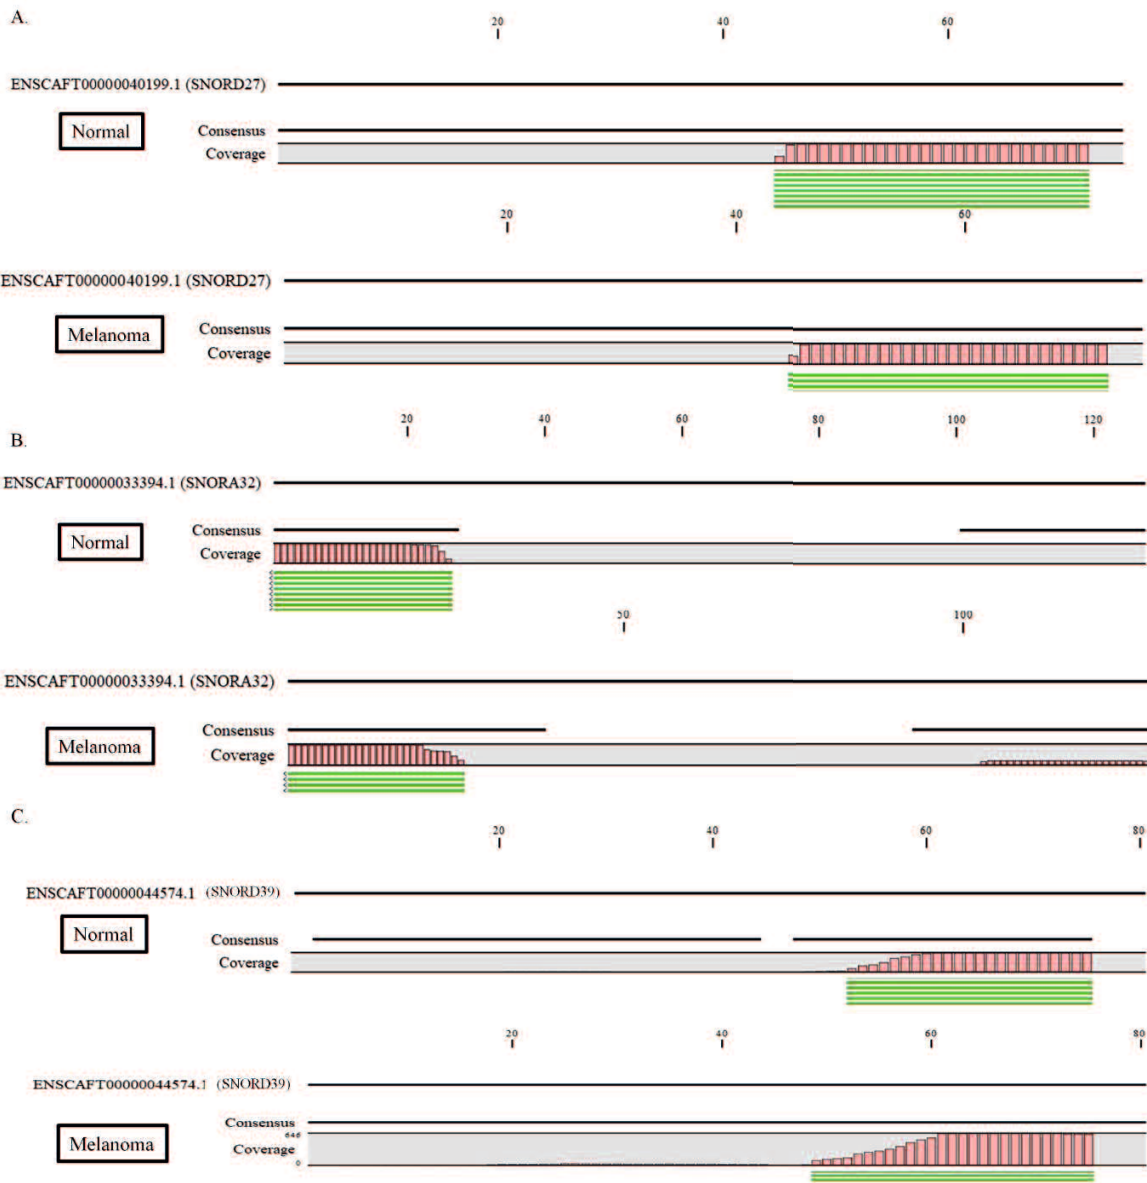 A.
20 40 60
ENSCAFT00000040199.1 (SNORD27)
Normal
Consensus
Coverage
20 40 60
ENSCAFT00000040199.1 (SNORD27)
Melanoma
Consensus
Coverage
20 40 60 80 100 120
B.
ENSCAFT00000033394.1 (SNORA32)
Normal
Consensus
Coverage
50 100
ENSCAFT00000033394.1 (SNORA32)
Melanoma
Consensus
Coverage
C.
20 40 60 80
ENSCAFT00000044574.1 (SNORD39)
Normal
Consensus
Coverage
20 40 60 80
ENSCAFT00000044574.1 (SNORD39)
Melanoma
Consensus
646
Coverage
0